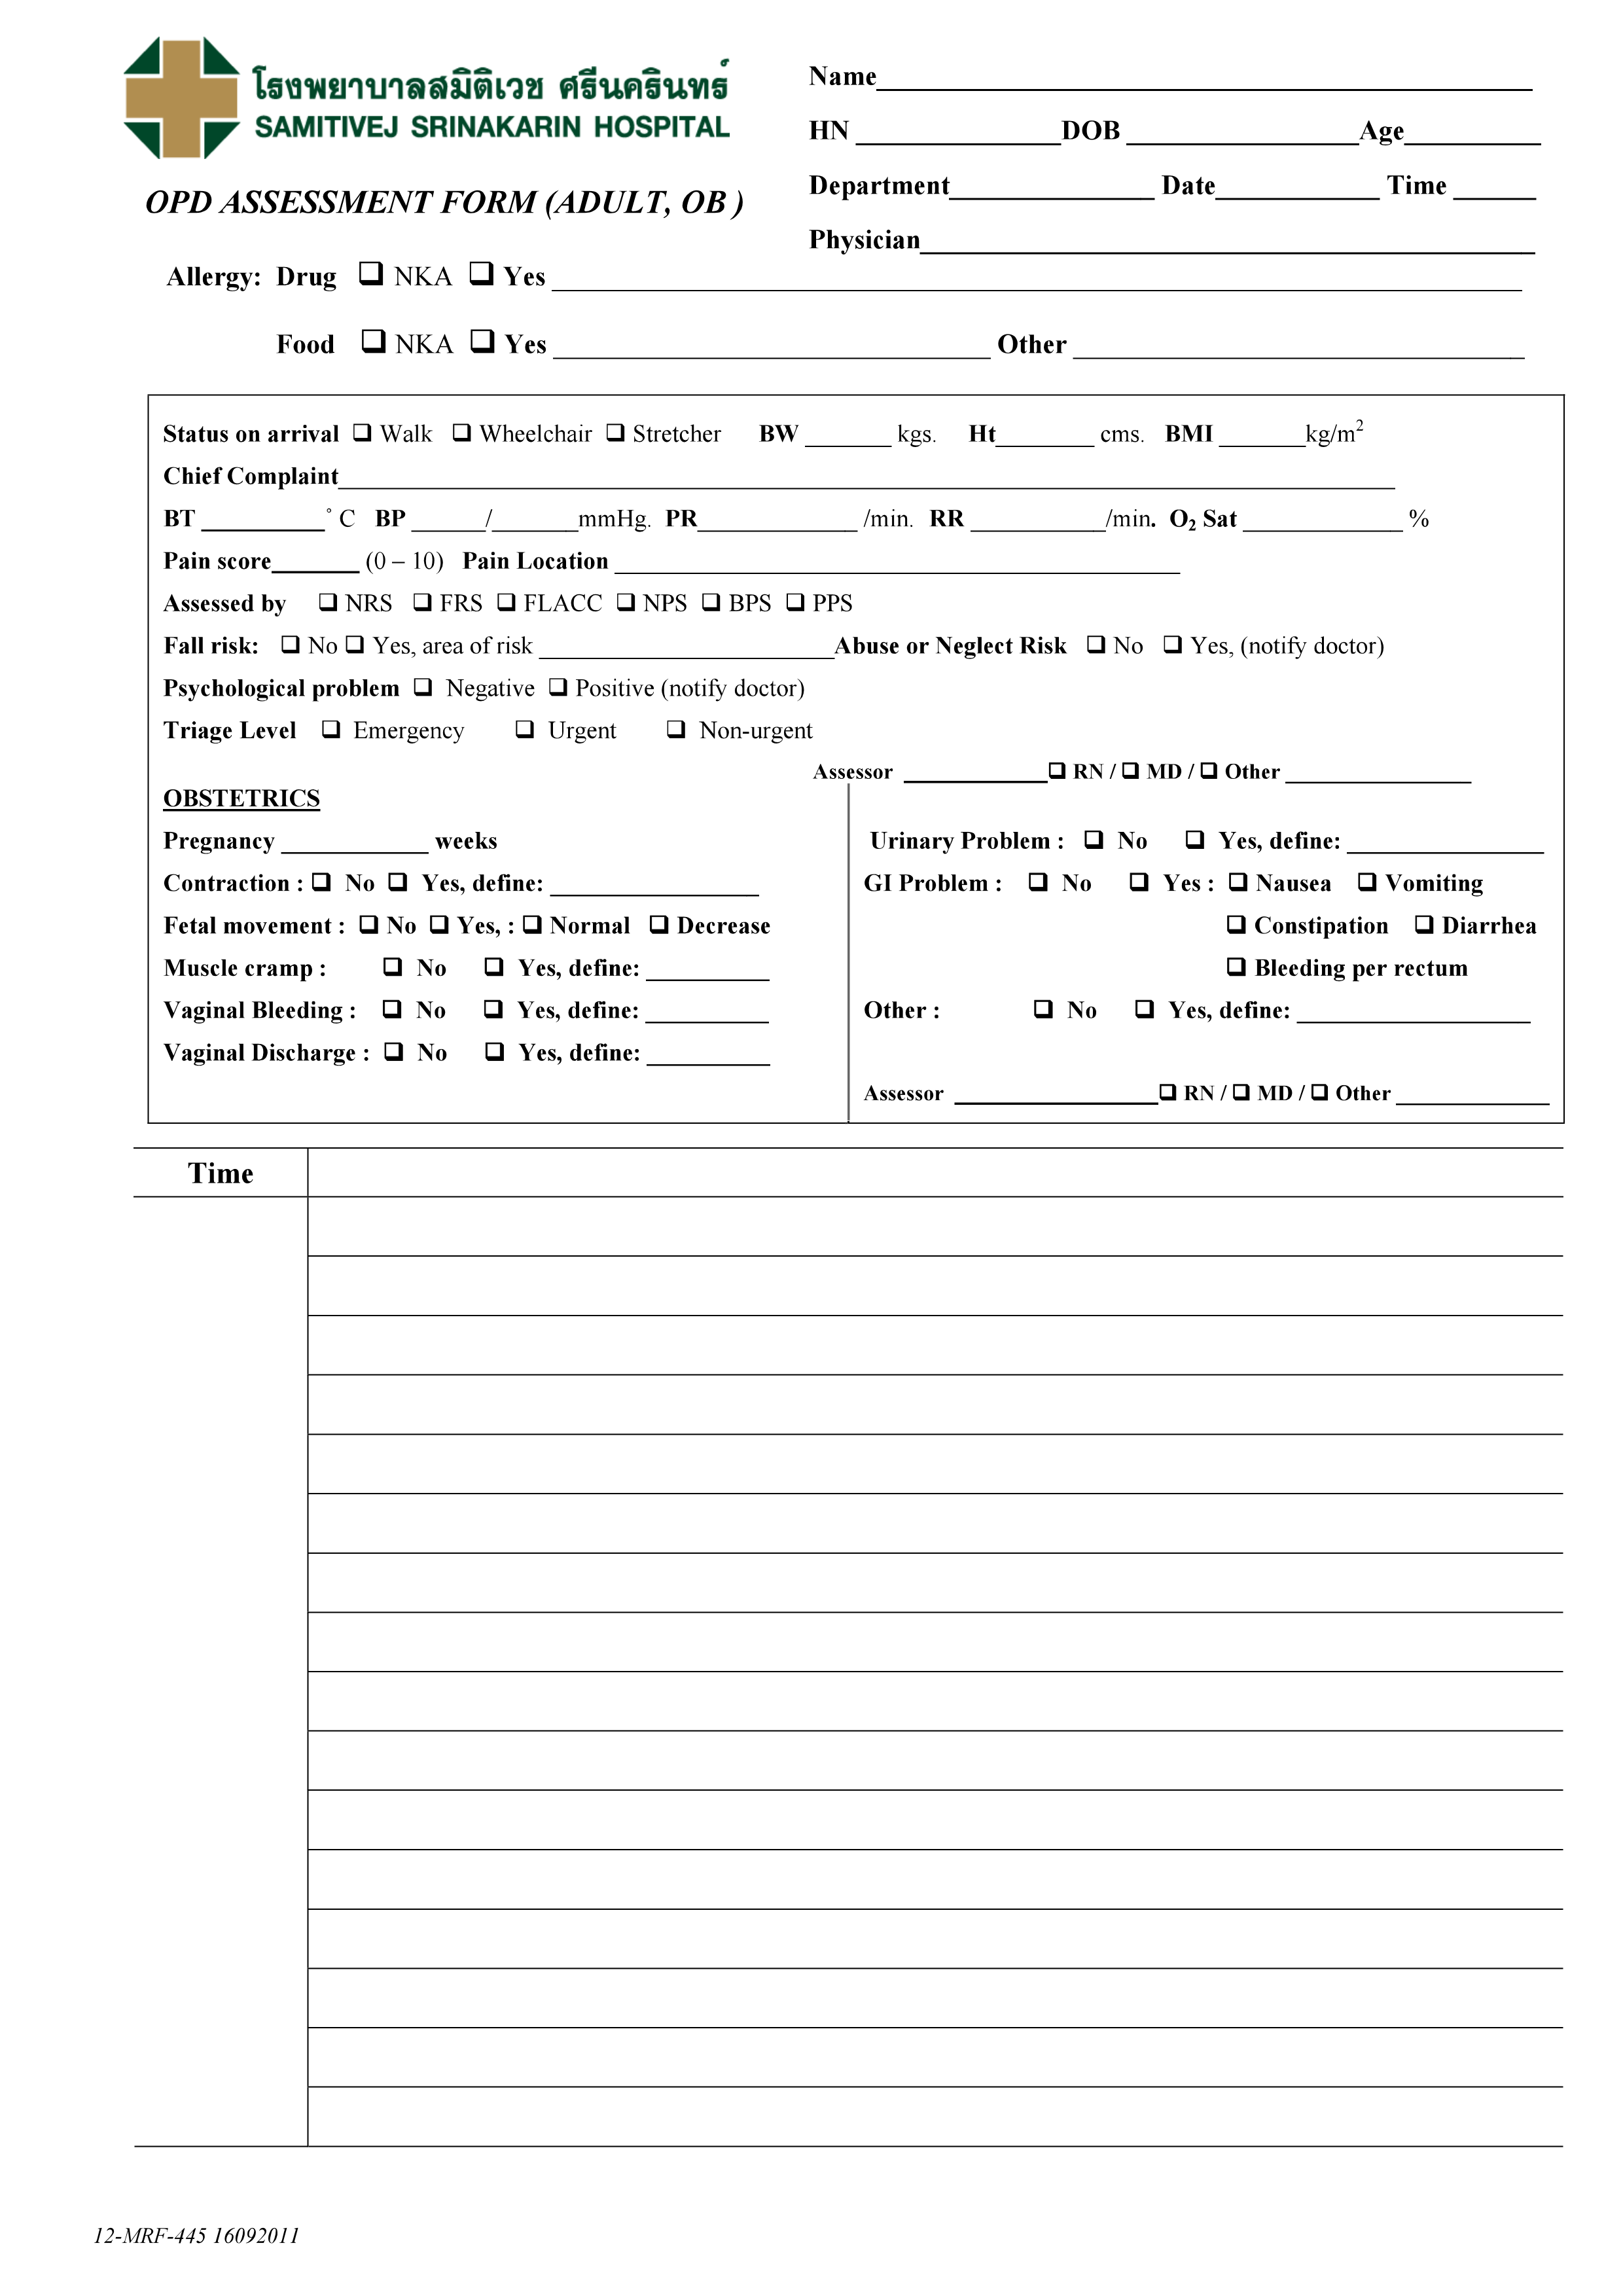 โรงพยาบาลสมิติเวช ศรีนครินทร์
SAMITIVEJ SRINAKARIN HOSPITAL
OPD ASSESSMENT FORM (ADULT, OB )
Name
HN DOB Age
Department Date Time
Physician
Allergy: Drug ❑ NKA ❑ Yes
Food ❑ NKA ❑ Yes Other
Status on arrival ❑ Walk ❑ Wheelchair ❑ Stretcher BW kgs. Ht cms. BMI kg/m²
Chief Complaint
BT ° C BP / mmHg. PR /min. RR /min. O₂ Sat %
Pain score (0 – 10) Pain Location
Assessed by ❑ NRS ❑ FRS ❑ FLACC ❑ NPS ❑ BPS ❑ PPS
Fall risk: ❑ No ❑ Yes, area of risk Abuse or Neglect Risk ❑ No ❑ Yes, (notify doctor)
Psychological problem ❑ Negative ❑ Positive (notify doctor)
Triage Level ❑ Emergency ❑ Urgent ❑ Non-urgent
Assessor ❑ RN / ❑ MD / ❑ Other
OBSTETRICS
Pregnancy weeks
Contraction : ❑ No ❑ Yes, define:
Fetal movement : ❑ No ❑ Yes, : ❑ Normal ❑ Decrease
Muscle cramp : ❑ No ❑ Yes, define:
Vaginal Bleeding : ❑ No ❑ Yes, define:
Vaginal Discharge : ❑ No ❑ Yes, define:
Urinary Problem : ❑ No ❑ Yes, define:
GI Problem : ❑ No ❑ Yes : ❑ Nausea ❑ Vomiting
❑ Constipation ❑ Diarrhea
❑ Bleeding per rectum
Other : ❑ No ❑ Yes, define:
Assessor ❑ RN / ❑ MD / ❑ Other
Time
12-MRF-445 16092011